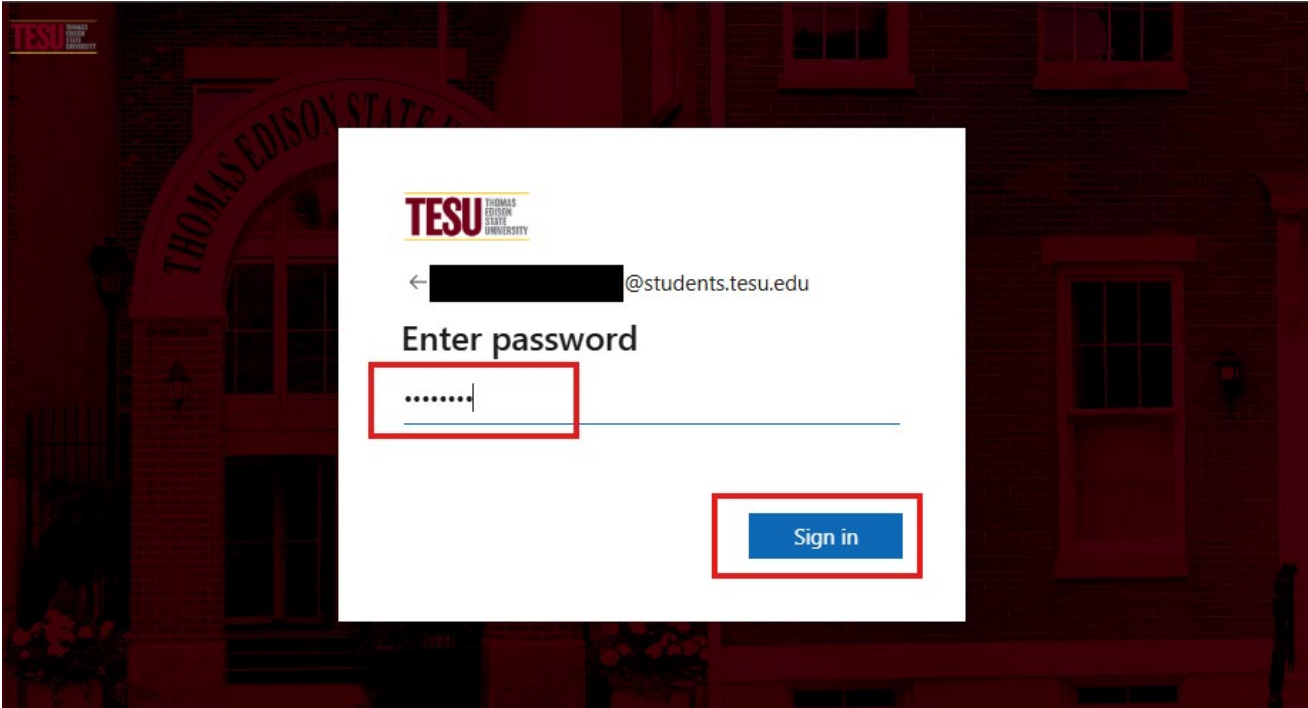 TESU THOMAS
EDISON
STATE
UNIVERSITY
THOMAS EDISON STATE
TESU THOMAS
EDISON
STATE
UNIVERSITY
← @students.tesu.edu
Enter password
••••••••
Sign in